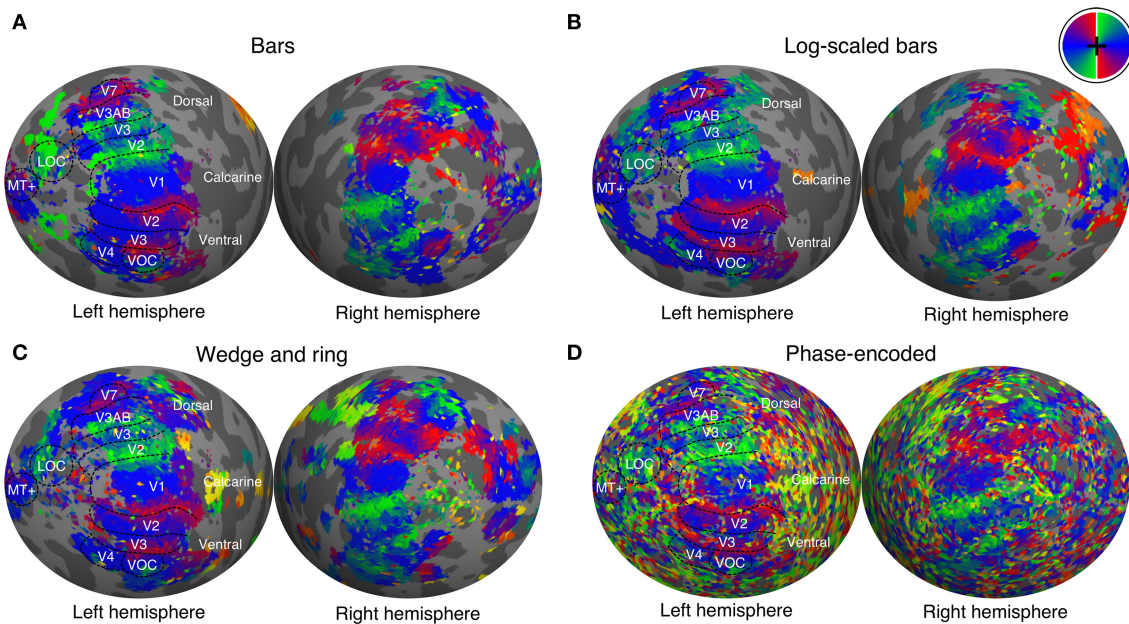 A
Bars
V7
Dorsal
V3AB
V3
V2
LOC
MT+
V1
Calcarine
V2
V3
Ventral
V4
VOC
Left hemisphere
Right hemisphere
B
Log-scaled bars
V7
Dorsal
V3AB
V3
V2
LOC
MT+
V1
Calcarine
V2
V3
Ventral
V4
VOC
Left hemisphere
Right hemisphere
C
Wedge and ring
V7
Dorsal
V3AB
V3
V2
LOC
MT+
V1
Calcarine
V2
V3
Ventral
V4
VOC
Left hemisphere
Right hemisphere
D
Phase-encoded
V7
Dorsal
V3AB
V3
V2
LOC
MT+
V1
Calcarine
V2
V3
Ventral
V4
VOC
Left hemisphere
Right hemisphere